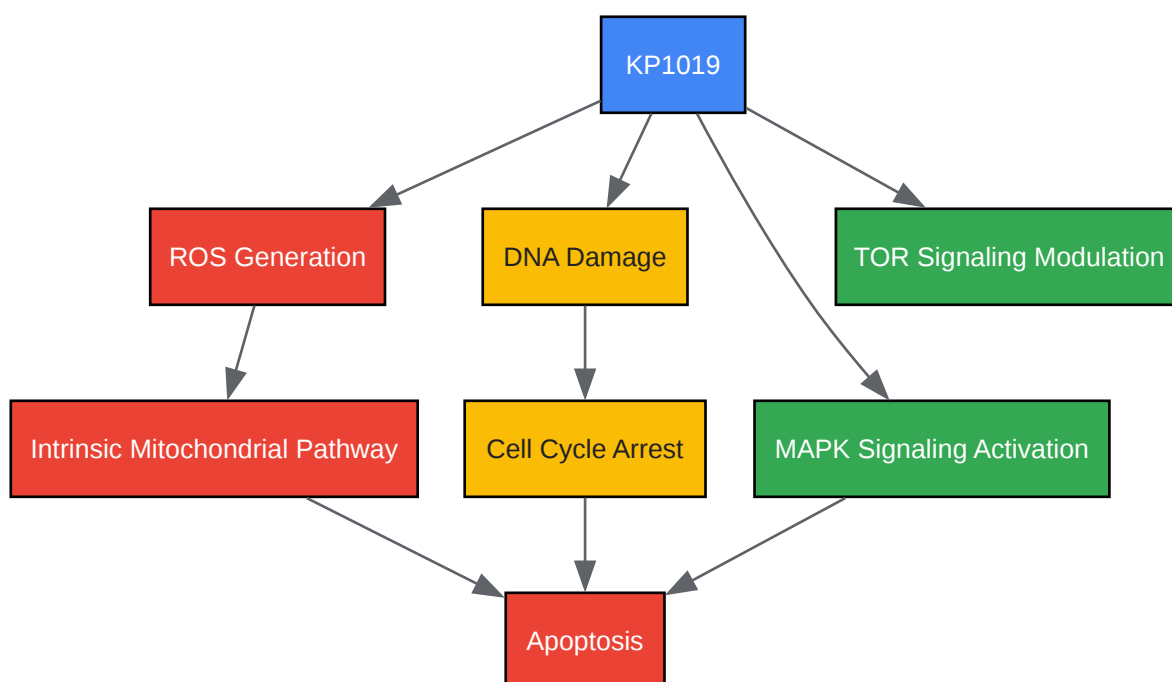 KP1019
ROS Generation
DNA Damage
TOR Signaling Modulation
Intrinsic Mitochondrial Pathway
Cell Cycle Arrest
MAPK Signaling Activation
Apoptosis